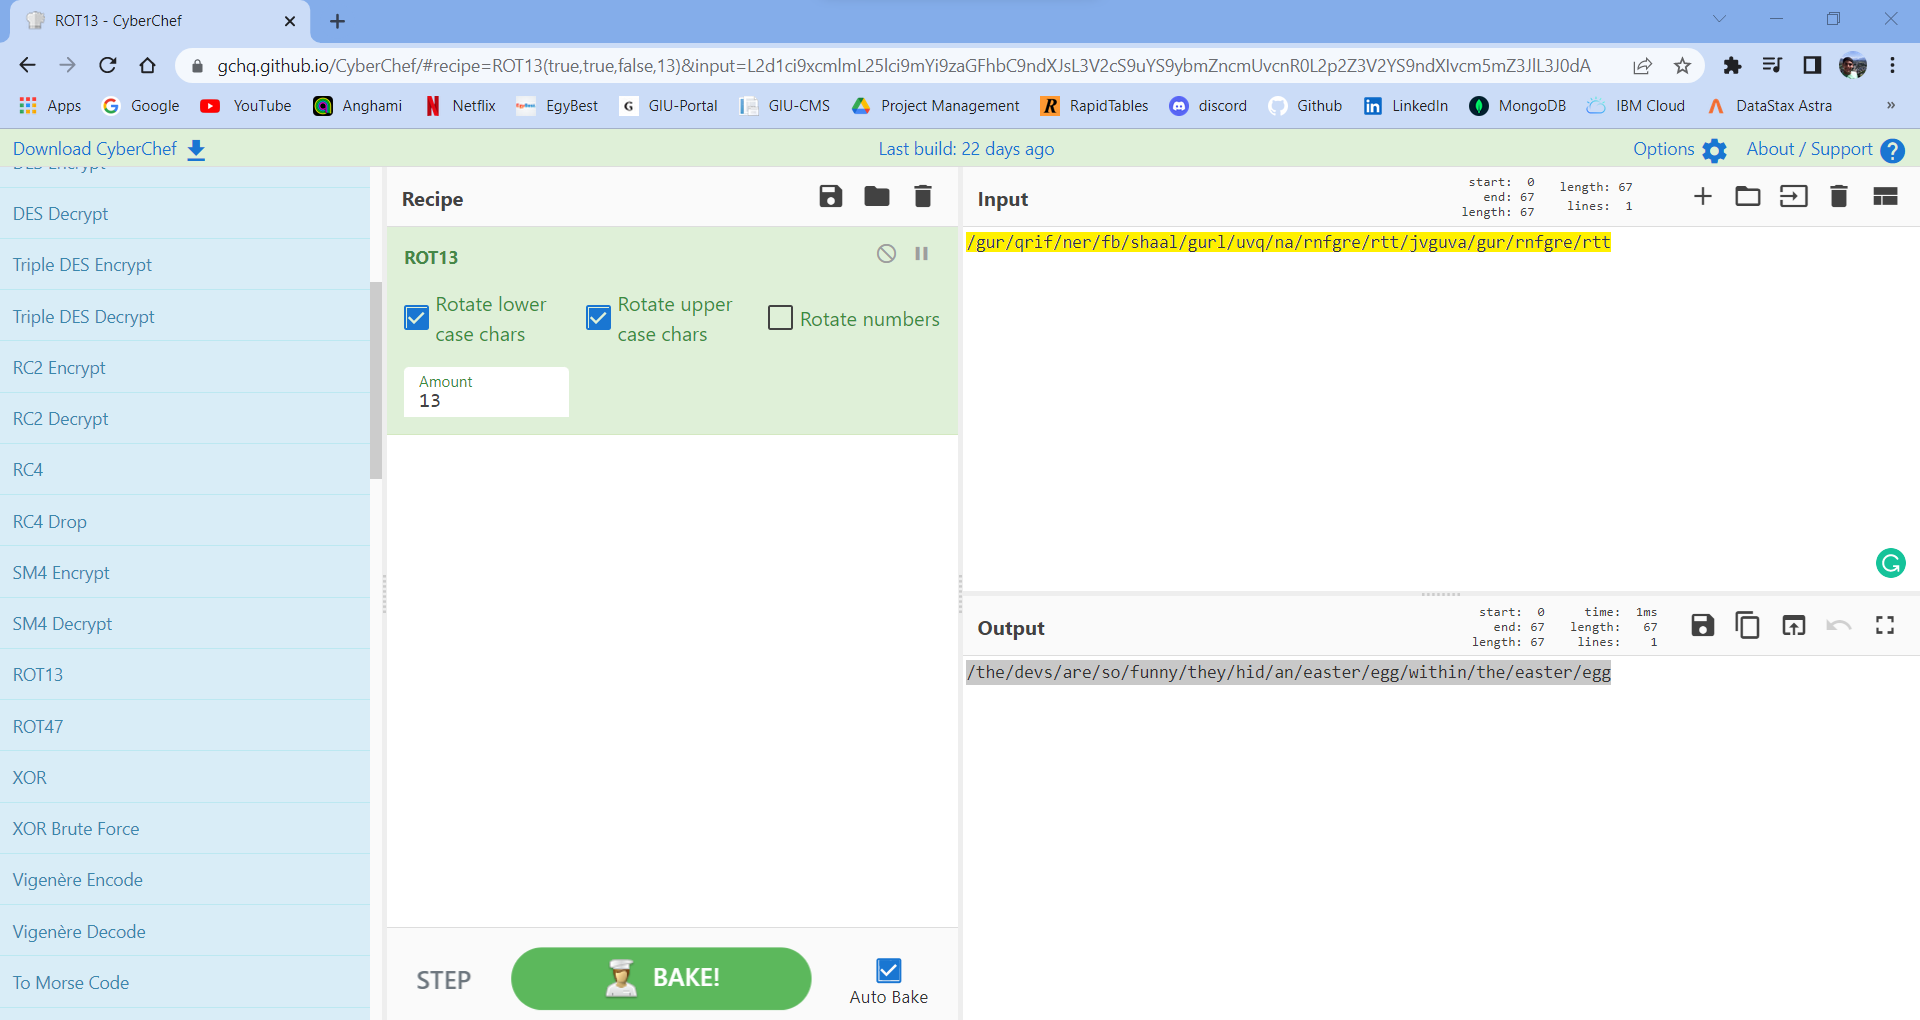 ROT13 - CyberChef
gchq.github.io/CyberChef/#recipe=ROT13(true,true,false,13)&input=L2d1ci9xcmlmL25lci9mYi9zaGFhbC9ndXJsL3V2cS9uYS9ybmZncmUvcnR0L2p2Z3V2YS9ndXIvcm5mZ3JlL3J0dA
Apps
Google
YouTube
Anghami
Netflix
EgyBest
GIU-Portal
GIU-CMS
Project Management
RapidTables
discord
Github
LinkedIn
MongoDB
IBM Cloud
DataStax Astra
»
Download CyberChef
Last build: 22 days ago
Options
About / Support
DES Encrypt
DES Decrypt
Triple DES Encrypt
Triple DES Decrypt
RC2 Encrypt
RC2 Decrypt
RC4
RC4 Drop
SM4 Encrypt
SM4 Decrypt
ROT13
ROT47
XOR
XOR Brute Force
Vigenère Encode
Vigenère Decode
To Morse Code
Recipe
ROT13
Rotate lower
case chars
Rotate upper
case chars
Rotate numbers
Amount
13
STEP
BAKE!
Auto Bake
Input
start: 0
end: 67
length: 67
length: 67
lines: 1
/gur/qrif/ner/fb/shaal/gurl/uvq/na/rnfgre/rtt/jvguva/gur/rnfgre/rtt
Output
start: 0
end: 67
length: 67
time: 1ms
length: 67
lines: 1
/the/devs/are/so/funny/they/hid/an/easter/egg/within/the/easter/egg